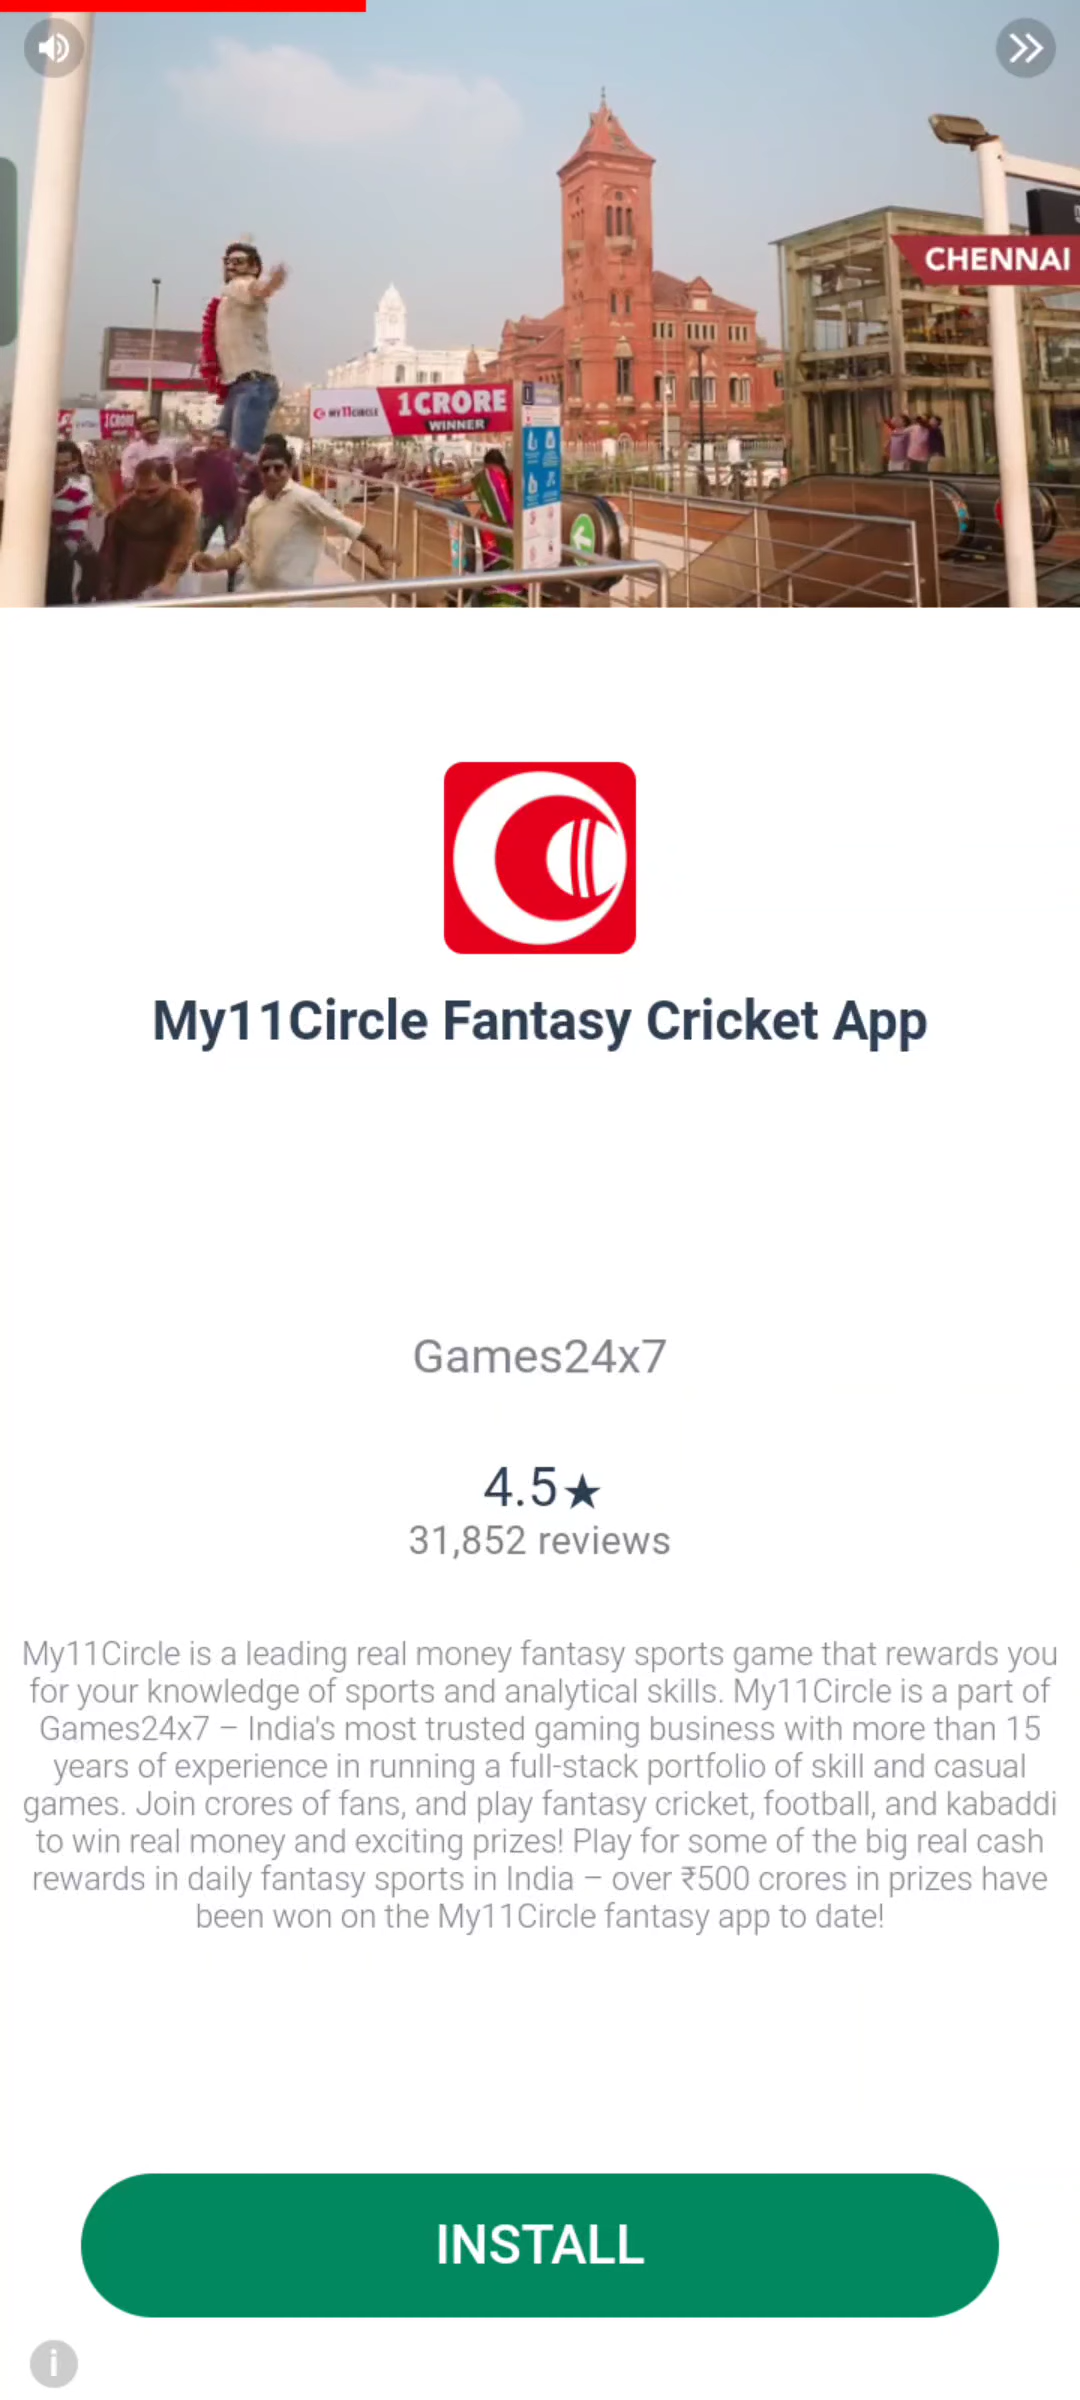 CHENNAI
MY11CIRCLE
1CRORE
WINNER
1CRORE
My11Circle Fantasy Cricket App
Games24x7
4.5★
31,852 reviews
My11Circle is a leading real money fantasy sports game that rewards you
for your knowledge of sports and analytical skills. My11Circle is a part of
Games24x7 – India's most trusted gaming business with more than 15
years of experience in running a full-stack portfolio of skill and casual
games. Join crores of fans, and play fantasy cricket, football, and kabaddi
to win real money and exciting prizes! Play for some of the big real cash
rewards in daily fantasy sports in India – over ₹500 crores in prizes have
been won on the My11Circle fantasy app to date!
INSTALL